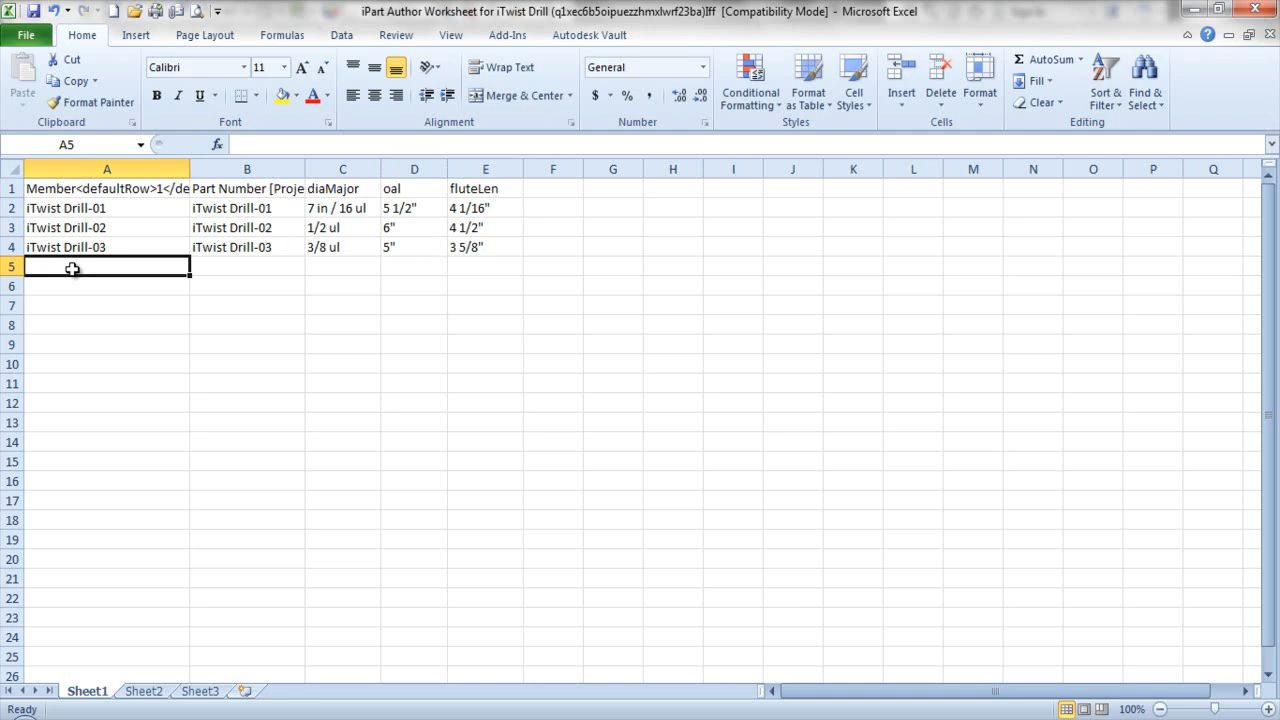 iPart Author Worksheet for iTwist Drill (q1xec6b5oipuezzhmxlwrf23ba.1f [Compatibility Mode] - Microsoft Excel
File Home Insert Page Layout Formulas Data Review View Add-Ins Autodesk Vault
Paste Cut Copy Format Painter Clipboard
Calibri 11 B I U A Font
Wrap Text Merge & Center Alignment
General $ % , Number
Conditional Formatting Format as Table Cell Styles Styles
Insert Delete Format Cells
AutoSum Fill Clear Sort & Filter Find & Select Editing
A5 fx
A B C D E F G H I J K L M N O P Q
1 Member<defaultRow>1</de Part Number [Proje diaMajor oal fluteLen
2 iTwist Drill-01 iTwist Drill-01 7 in / 16 ul 5 1/2" 4 1/16"
3 iTwist Drill-02 iTwist Drill-02 1/2 ul 6" 4 1/2"
4 iTwist Drill-03 iTwist Drill-03 3/8 ul 5" 3 5/8"
5
6
7
8
9
10
11
12
13
14
15
16
17
18
19
20
21
22
23
24
25
26
Sheet1 Sheet2 Sheet3
Ready 100%